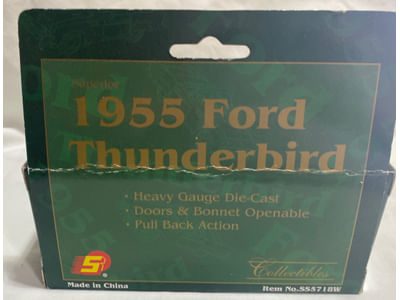 Superior
1955 Ford
Thunderbird
· Heavy Gauge Die-Cast
· Doors & Bonnet Openable
· Pull Back Action
S ®
Made in China
Collectibles
Item No.SS5718W